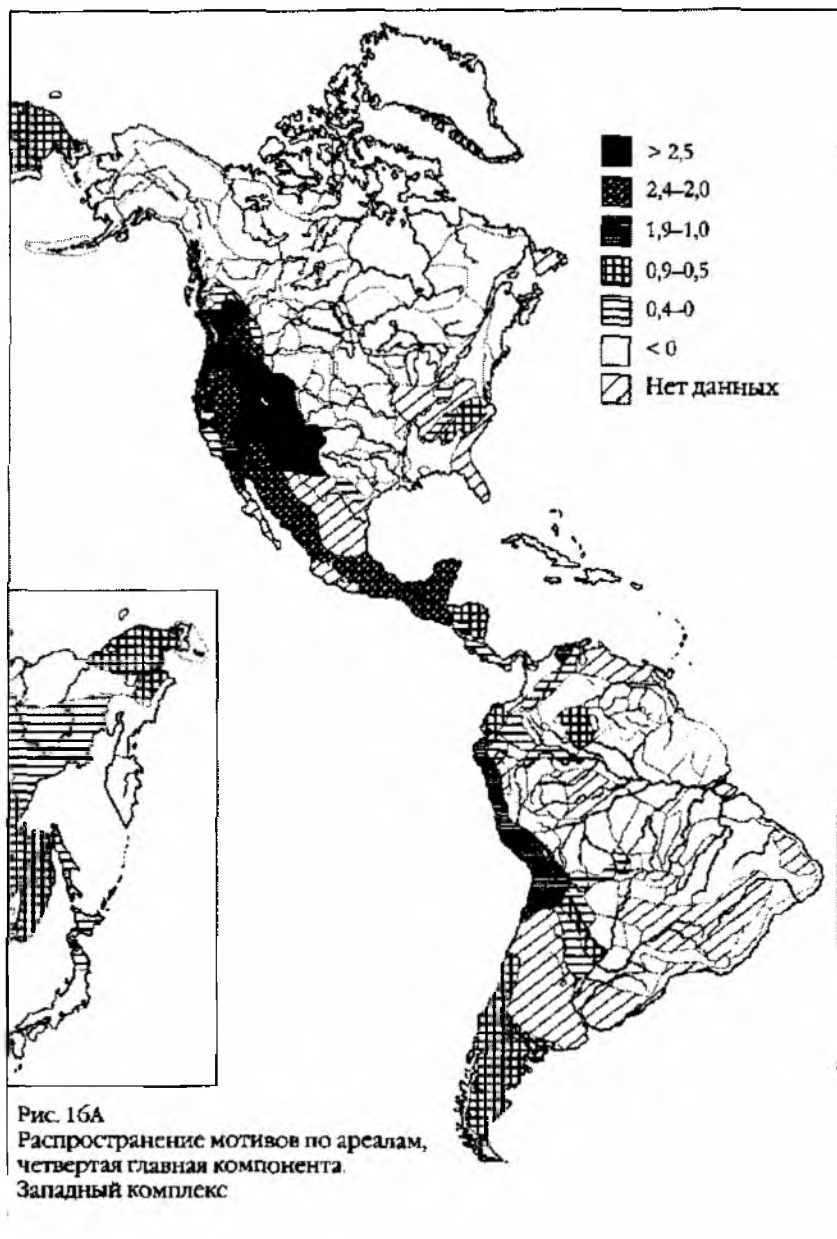 > 2,5
2,4–2,0
1,9–1,0
0,9–0,5
0,4–0
< 0
Нет данных
Рис. 16А
Распространение мотивов по ареалам,
четвертая главная компонента.
Западный комплекс